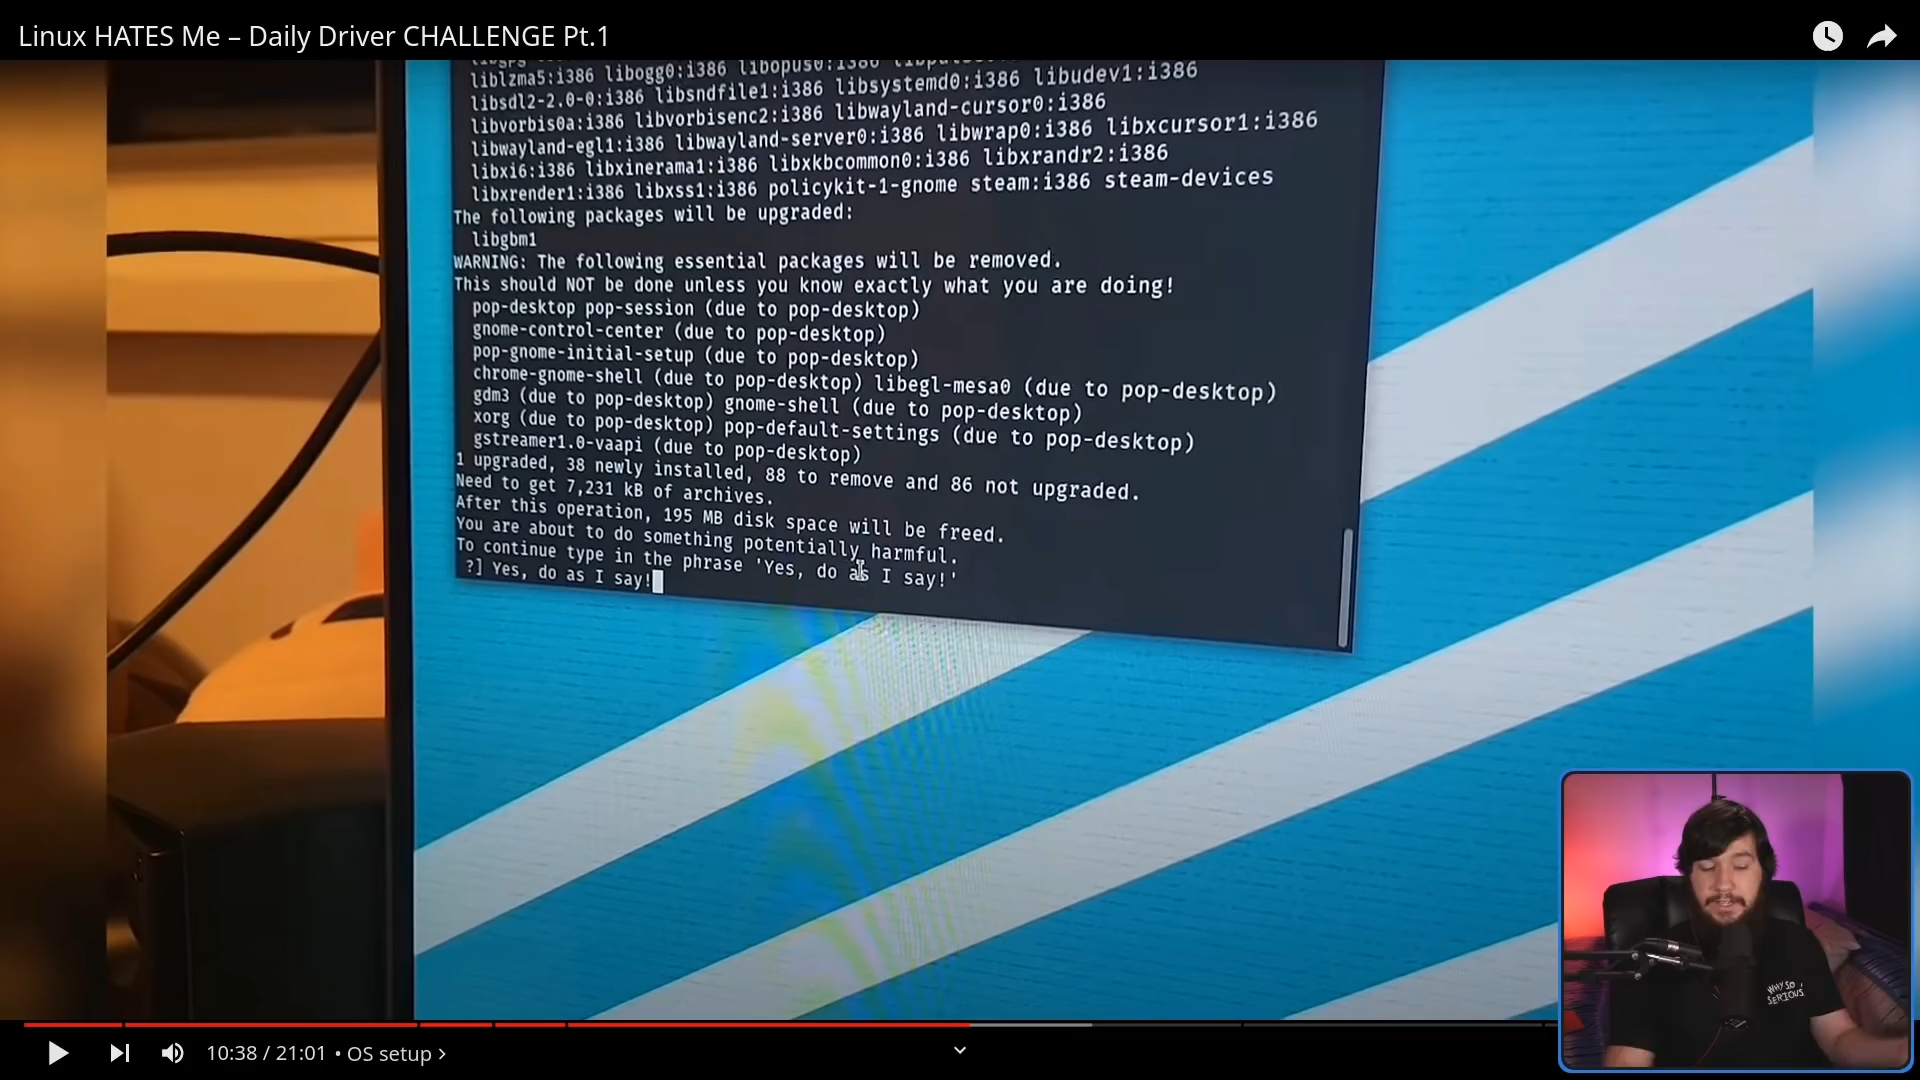 Linux HATES Me – Daily Driver CHALLENGE Pt.1
liblzma5:i386 libogg0:i386 libopus0:i386
libsdl2-2.0-0:i386 libsndfile1:i386 libsystemd0:i386 libudev1:i386
libvorbis0a:i386 libvorbisenc2:i386 libwayland-cursor0:i386
libwayland-egl1:i386 libwayland-server0:i386 libwrap0:i386 libxcursor1:i386
libxi6:i386 libxinerama1:i386 libxkbcommon0:i386 libxrandr2:i386
libxrender1:i386 libxss1:i386 policykit-1-gnome steam:i386 steam-devices
The following packages will be upgraded:
libgbm1
WARNING: The following essential packages will be removed.
This should NOT be done unless you know exactly what you are doing!
pop-desktop pop-session (due to pop-desktop)
gnome-control-center (due to pop-desktop)
pop-gnome-initial-setup (due to pop-desktop)
chrome-gnome-shell (due to pop-desktop) libegl-mesa0 (due to pop-desktop)
gdm3 (due to pop-desktop) gnome-shell (due to pop-desktop)
xorg (due to pop-desktop) pop-default-settings (due to pop-desktop)
gstreamer1.0-vaapi (due to pop-desktop)
1 upgraded, 38 newly installed, 88 to remove and 86 not upgraded.
Need to get 7,231 kB of archives.
After this operation, 195 MB disk space will be freed.
You are about to do something potentially harmful.
To continue type in the phrase 'Yes, do as I say!'
?] Yes, do as I say!
WHY SO
SERIOUS
10:38 / 21:01 • OS setup ›